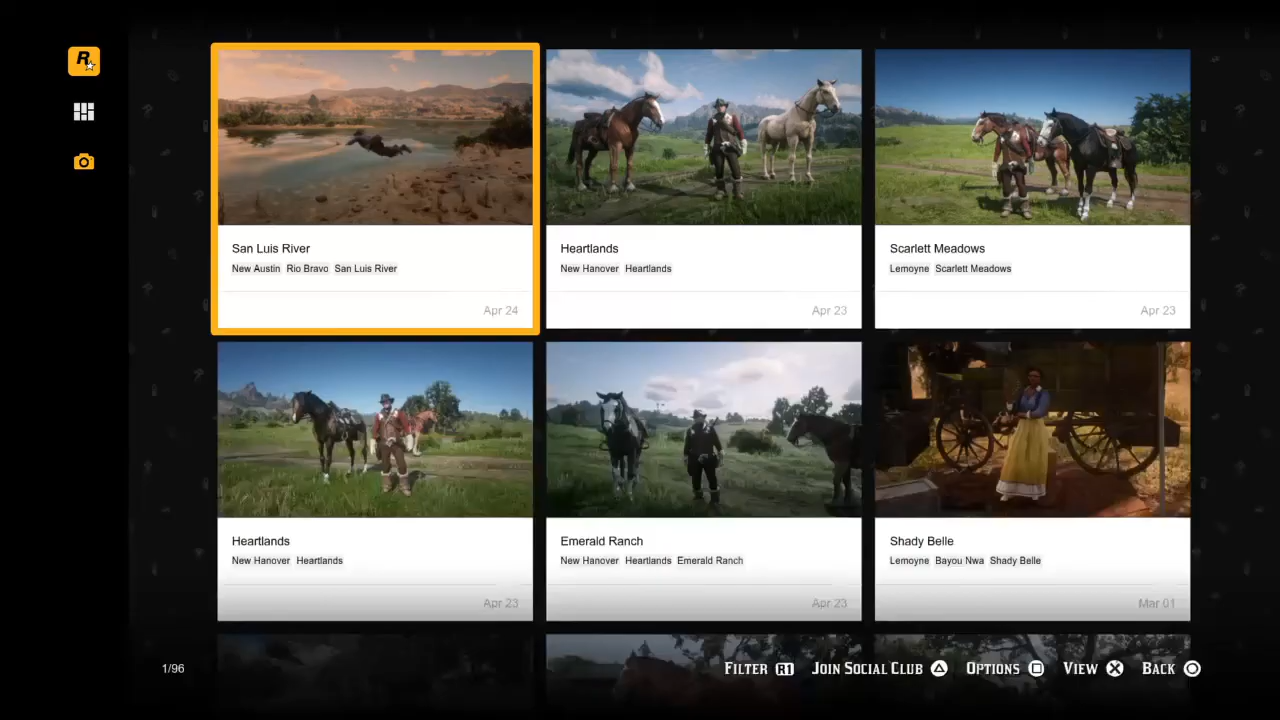 R
San Luis River
New Austin Rio Bravo San Luis River
Apr 24
Heartlands
New Hanover Heartlands
Apr 23
Scarlett Meadows
Lemoyne Scarlett Meadows
Apr 23
Heartlands
New Hanover Heartlands
Apr 23
Emerald Ranch
New Hanover Heartlands Emerald Ranch
Apr 23
Shady Belle
Lemoyne Bayou Nwa Shady Belle
Mar 01
1/96
Filter R1 Join Social Club Options View Back